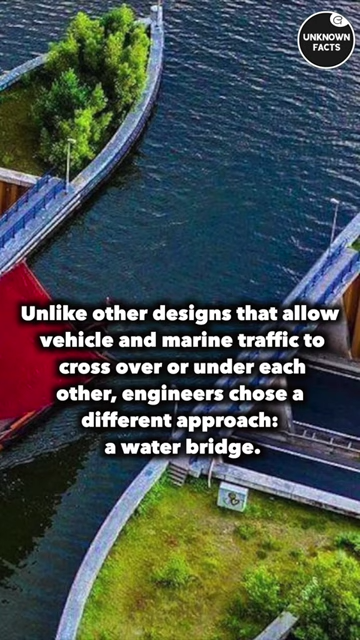 UNKNOWN
FACTS
Unlike other designs that allow
vehicle and marine traffic to
cross over or under each
other, engineers chose a
different approach:
a water bridge.